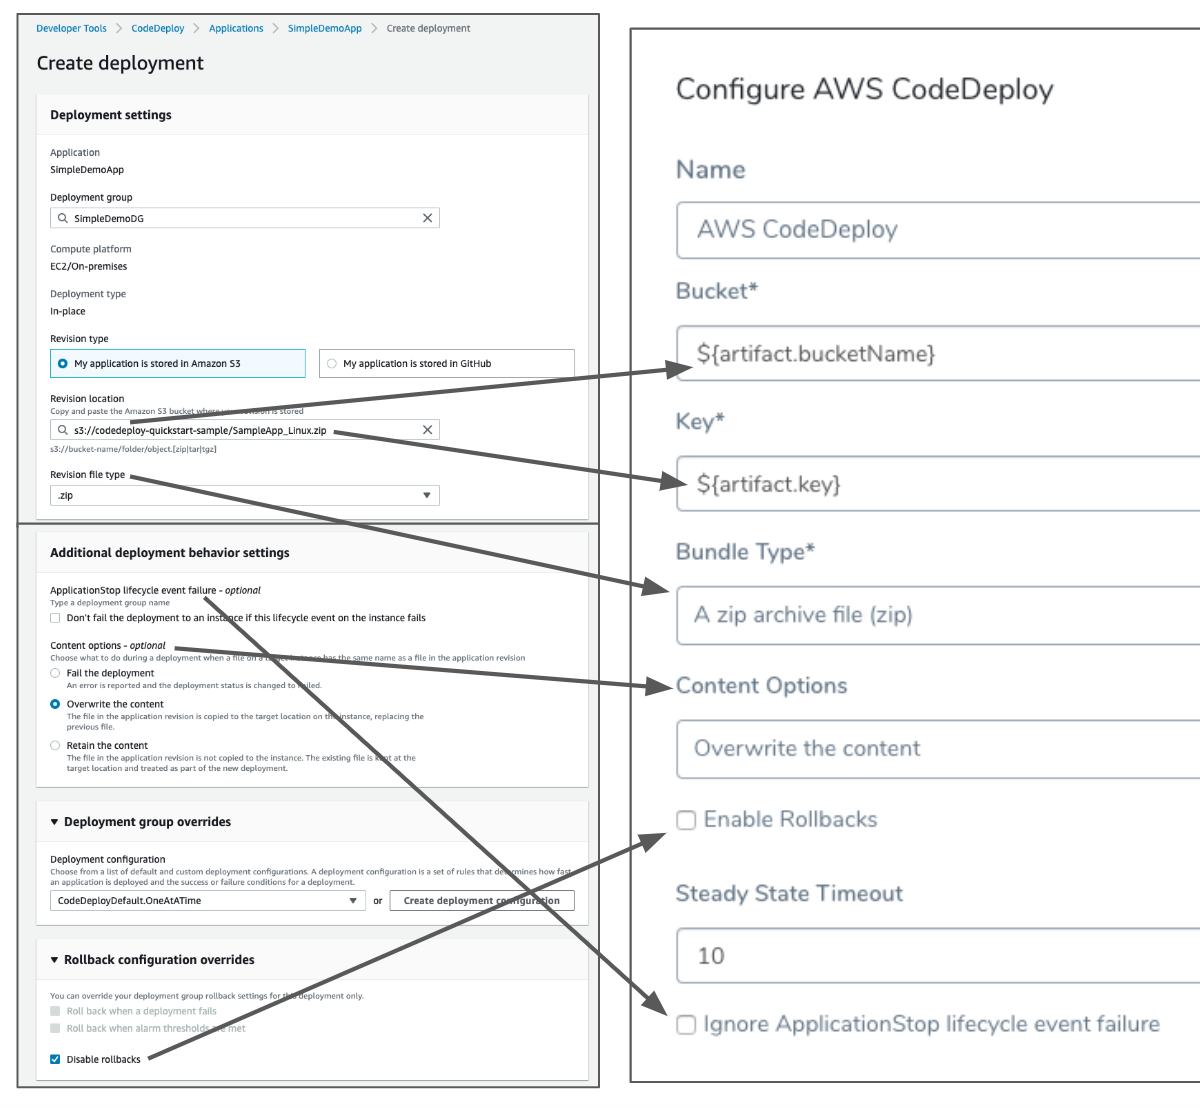 Developer Tools > CodeDeploy > Applications > SimpleDemoApp > Create deployment
Create deployment
Deployment settings
Application
SimpleDemoApp
Deployment group
SimpleDemoDG
Compute platform
EC2/On-premises
Deployment type
In-place
Revision type
My application is stored in Amazon S3
My application is stored in GitHub
Revision location
Copy and paste the Amazon S3 bucket where your revision is stored
s3://codedeploy-quickstart-sample/SampleApp_Linux.zip
s3://bucket-name/folder/object.[zip|tar|tgz]
Revision file type
.zip
Additional deployment behavior settings
ApplicationStop lifecycle event failure - optional
Type a deployment group name
Don't fail the deployment to an instance if this lifecycle event on the instance fails
Content options - optional
Choose what to do during a deployment when a file on a target instance has the same name as a file in the application revision
Fail the deployment
An error is reported and the deployment status is changed to Failed.
Overwrite the content
The file in the application revision is copied to the target location on the instance, replacing the
previous file.
Retain the content
The file in the application revision is not copied to the instance. The existing file is kept at the
target location and treated as part of the new deployment.
Deployment group overrides
Deployment configuration
Choose from a list of default and custom deployment configurations. A deployment configuration is a set of rules that determines how fast
an application is deployed and the success or failure conditions for a deployment.
CodeDeployDefault.OneAtATime
or
Create deployment configuration
Rollback configuration overrides
You can override your deployment group rollback settings for this deployment only.
Roll back when a deployment fails
Roll back when alarm thresholds are met
Disable rollbacks
Configure AWS CodeDeploy
Name
AWS CodeDeploy
Bucket*
${artifact.bucketName}
Key*
${artifact.key}
Bundle Type*
A zip archive file (zip)
Content Options
Overwrite the content
Enable Rollbacks
Steady State Timeout
10
Ignore ApplicationStop lifecycle event failure